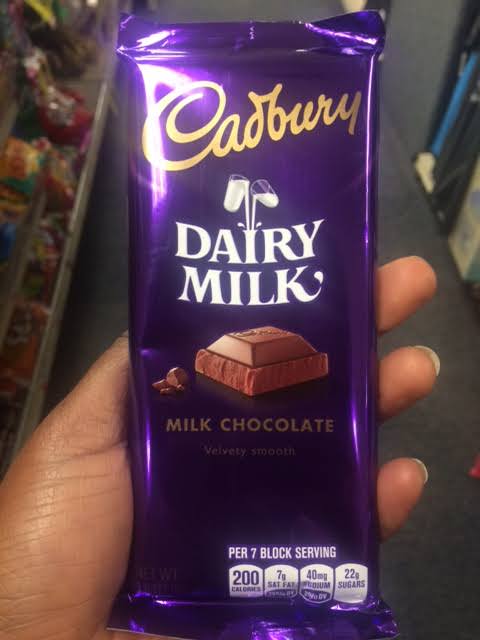 Cadbury
DAIRY
MILK
MILK CHOCOLATE
Velvety smooth
PER 7 BLOCK SERVING
200 CALORIES
7g SAT FAT
40mg SODIUM
22g SUGARS
NET WT